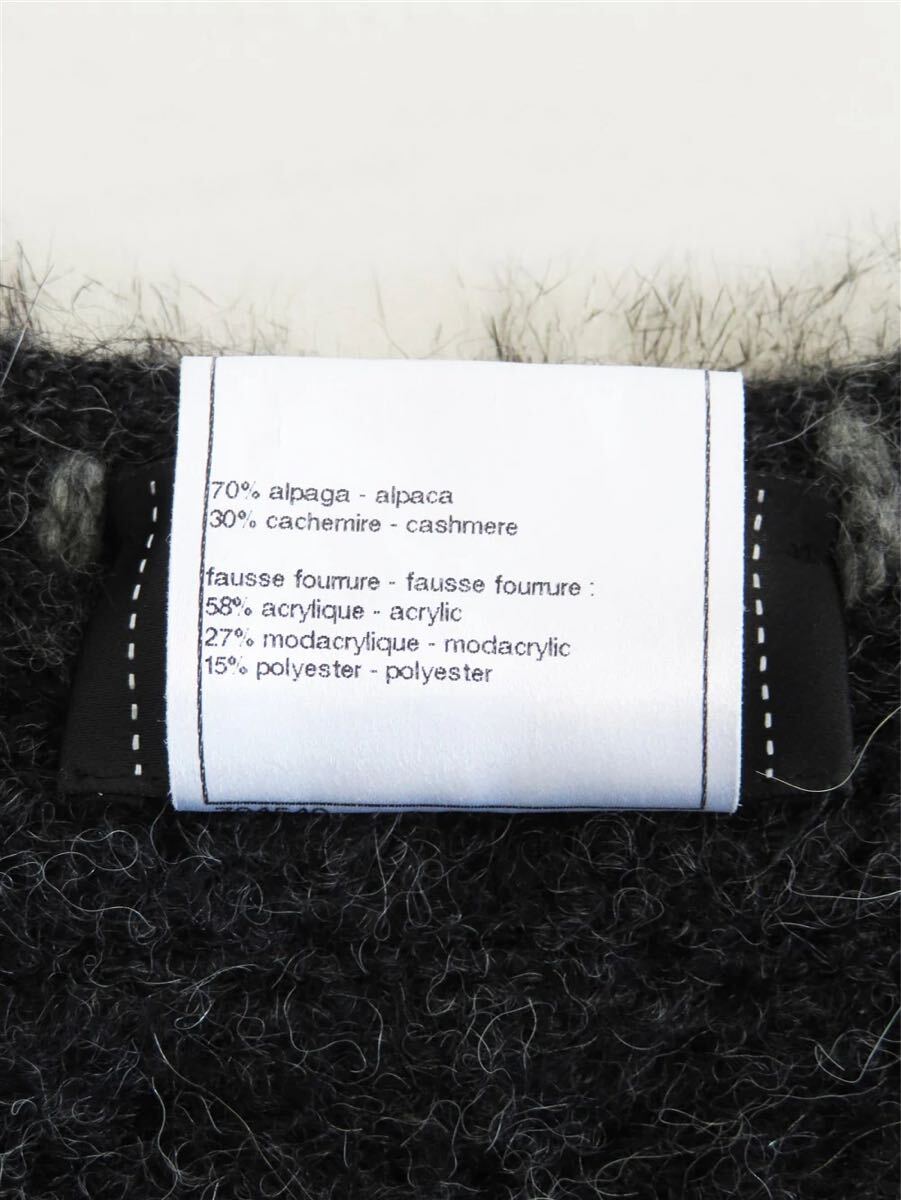 70% alpaga - alpaca
30% cachemire - cashmere
fausse fourrure - fausse fourrure :
58% acrylique - acrylic
27% modacrylique - modacrylic
15% polyester - polyester